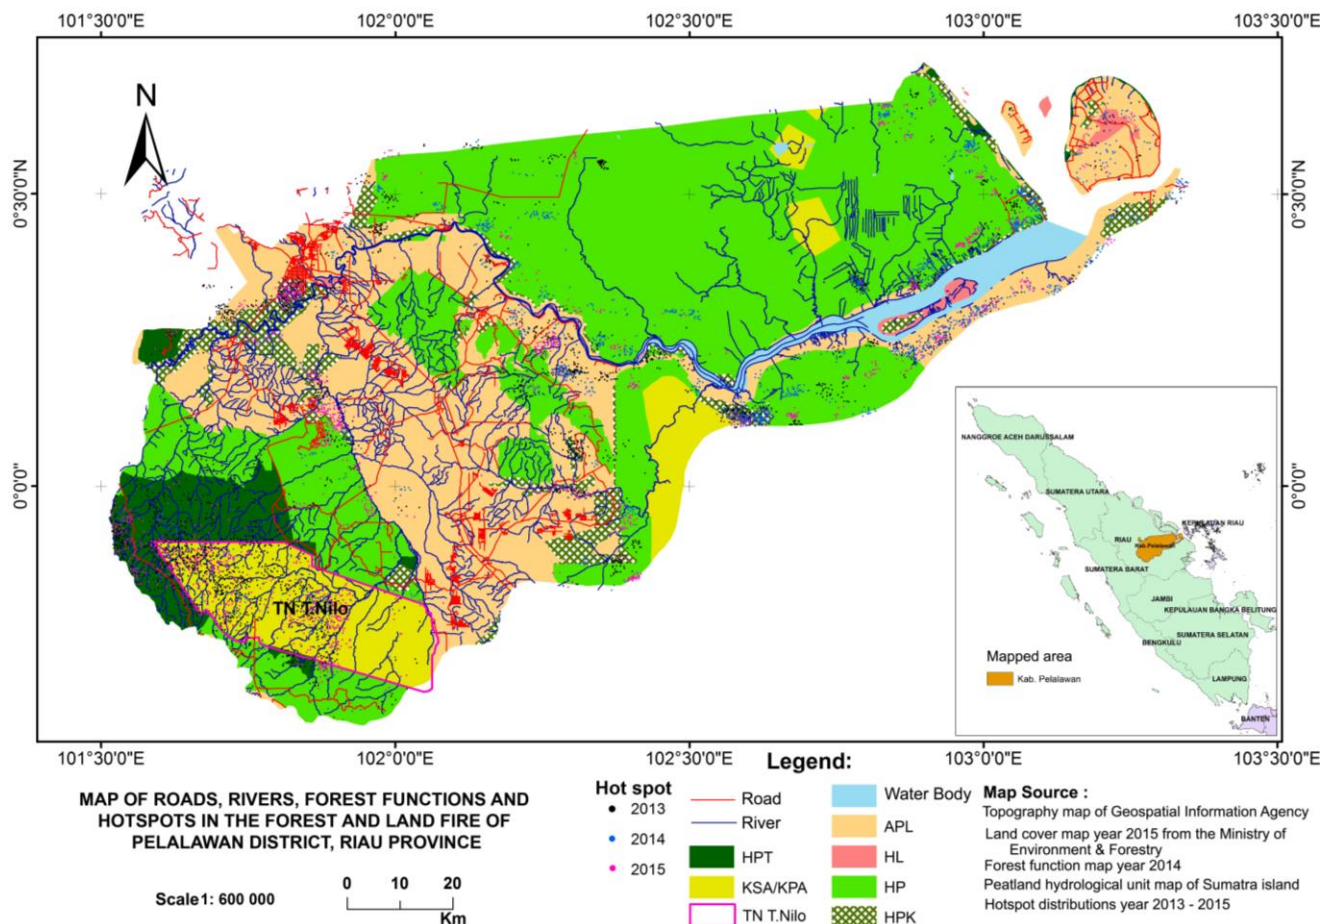 101°30'0"E 102°0'0"E 102°30'0"E 103°0'0"E 103°30'0"E
N
0°30'0"N 0°30'0"N
0°0'0" 0°0'0"
TN T.Nilo
NANGGROE ACEH DARUSSALAM
SUMATERA UTARA
KEPULAUAN RIAU
RIAU
Kab.Pelalawan
SUMATERA BARAT
JAMBI
KEPULAUAN BANGKA BELITUNG
SUMATERA SELATAN
BENGKULU
LAMPUNG
BANTEN
Mapped area
Kab. Pelalawan
101°30'0"E 102°0'0"E 102°30'0"E 103°0'0"E 103°30'0"E
MAP OF ROADS, RIVERS, FOREST FUNCTIONS AND
HOTSPOTS IN THE FOREST AND LAND FIRE OF
PELALAWAN DISTRICT, RIAU PROVINCE
Scale1: 600 000
0 10 20
Km
Legend:
Hot spot
2013
2014
2015
Road
River
HPT
KSA/KPA
TN T.Nilo
Water Body
APL
HL
HP
HPK
Map Source :
Topography map of Geospatial Information Agency
Land cover map year 2015 from the Ministry of
Environment & Forestry
Forest function map year 2014
Peatland hydrological unit map of Sumatra island
Hotspot distributions year 2013 - 2015